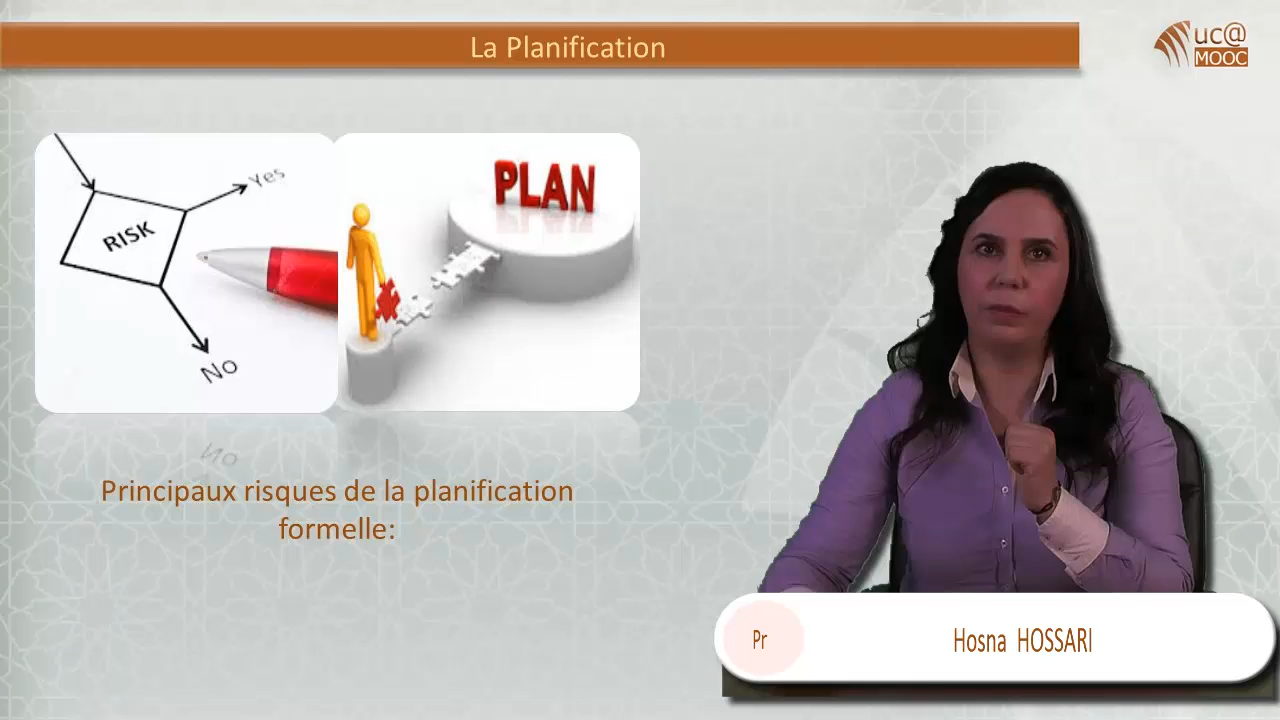 La Planification
uc@
MOOC
Yes
RISK
No
PLAN
Principaux risques de la planification
formelle:
Pr
Hosna HOSSARI